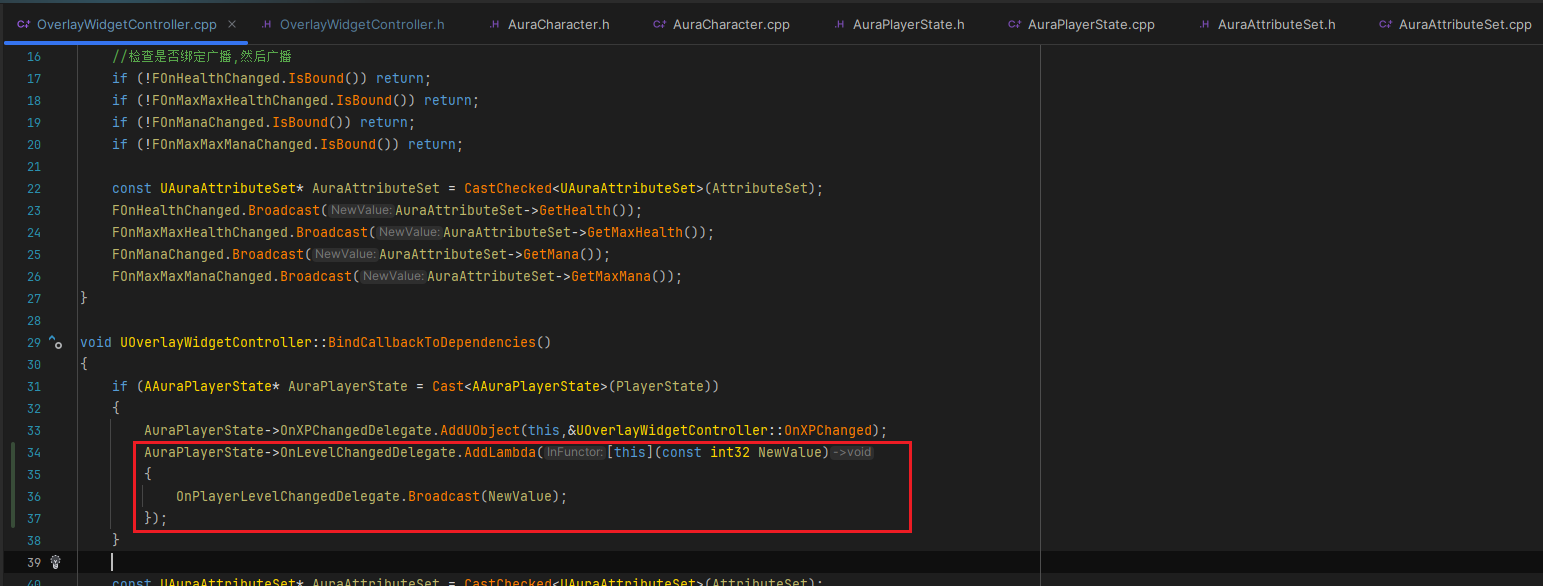 OverlayWidgetController.cpp × OverlayWidgetController.h AuraCharacter.h AuraCharacter.cpp AuraPlayerState.h AuraPlayerState.cpp AuraAttributeSet.h AuraAttributeSet.cpp
16 //检查是否绑定广播,然后广播
17 if (!FOnHealthChanged.IsBound()) return;
18 if (!FOnMaxMaxHealthChanged.IsBound()) return;
19 if (!FOnManaChanged.IsBound()) return;
20 if (!FOnMaxMaxManaChanged.IsBound()) return;
21
22 const UAuraAttributeSet* AuraAttributeSet = CastChecked<UAuraAttributeSet>(AttributeSet);
23 FOnHealthChanged.Broadcast(NewValue:AuraAttributeSet->GetHealth());
24 FOnMaxMaxHealthChanged.Broadcast(NewValue:AuraAttributeSet->GetMaxHealth());
25 FOnManaChanged.Broadcast(NewValue:AuraAttributeSet->GetMana());
26 FOnMaxMaxManaChanged.Broadcast(NewValue:AuraAttributeSet->GetMaxMana());
27 }
28
29 void UOverlayWidgetController::BindCallbackToDependencies()
30 {
31 if (AAuraPlayerState* AuraPlayerState = Cast<AAuraPlayerState>(PlayerState))
32 {
33 AuraPlayerState->OnXPChangedDelegate.AddUObject(this,&UOverlayWidgetController::OnXPChanged);
34 AuraPlayerState->OnLevelChangedDelegate.AddLambda(InFunctor:[this](const int32 NewValue)->void
35 {
36 OnPlayerLevelChangedDelegate.Broadcast(NewValue);
37 });
38 }
39
40 const UAuraAttributeSet* AuraAttributeSet = CastChecked<UAuraAttributeSet>(AttributeSet);